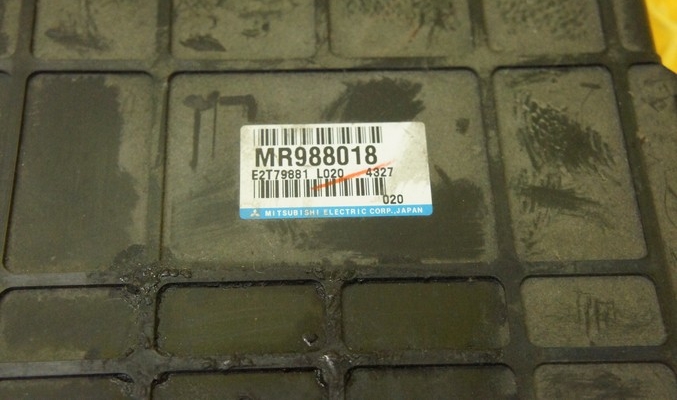 MR988018
E2T79881 L020 4327
020
MITSUBISHI ELECTRIC CORP., JAPAN